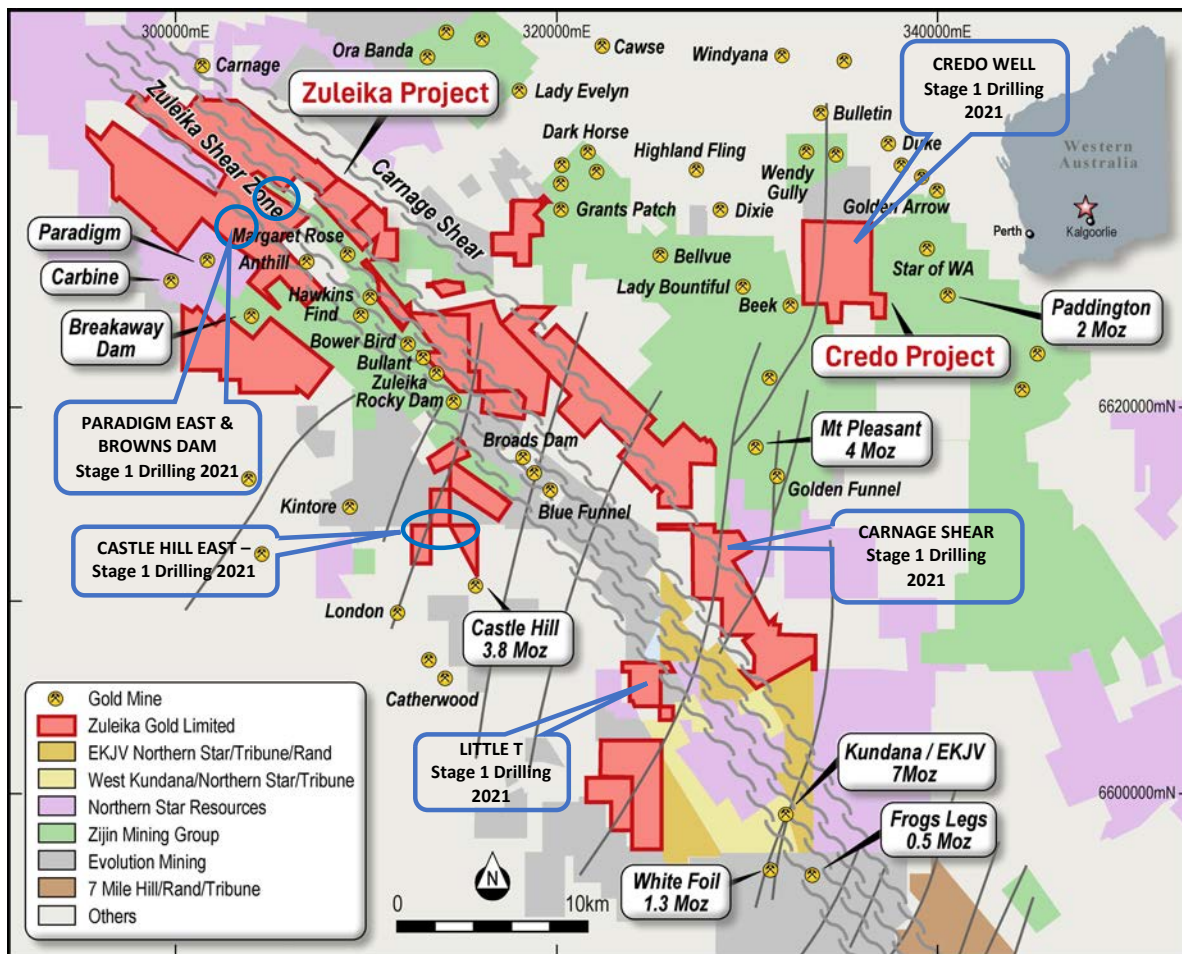 300000mE
320000mE
340000mE
Ora Banda
Cawse
Windyana
Carnage
CREDO WELL
Stage 1 Drilling
2021
Zuleika Project
Lady Evelyn
Bulletin
Western
Australia
Zuleika Shear Zone
Carnage Shear
Dark Horse
Highland Fling
Duke
Wendy
Gully
Grants Patch
Dixie
Golden Arrow
Perth
Kalgoorlie
Paradigm
Margaret Rose
Anthill
Bellvue
Star of WA
Carbine
Lady Bountiful
Hawkins
Find
Beek
Paddington
2 Moz
Breakaway
Dam
Bower Bird
Credo Project
Bullant
Zuleika
Rocky Dam
6620000mN
PARADIGM EAST &
BROWNS DAM
Stage 1 Drilling 2021
Broads Dam
Mt Pleasant
4 Moz
Golden Funnel
Kintore
Blue Funnel
CASTLE HILL EAST –
Stage 1 Drilling 2021
CARNAGE SHEAR
Stage 1 Drilling
2021
London
Castle Hill
3.8 Moz
Catherwood
Gold Mine
Zuleika Gold Limited
EKJV Northern Star/Tribune/Rand
West Kundana/Northern Star/Tribune
Northern Star Resources
Zijin Mining Group
Evolution Mining
7 Mile Hill/Rand/Tribune
Others
LITTLE T
Stage 1 Drilling
2021
Kundana / EKJV
7Moz
6600000mN
Frogs Legs
0.5 Moz
White Foil
1.3 Moz
N
0
10km